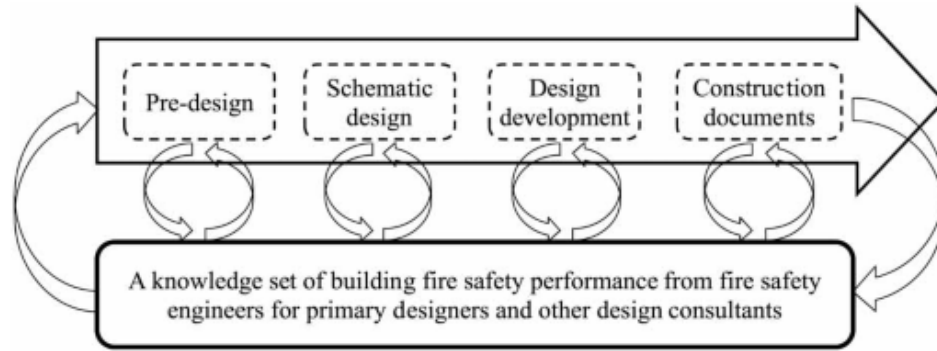 Pre-design
Schematic
design
Design
development
Construction
documents
A knowledge set of building fire safety performance from fire safety
engineers for primary designers and other design consultants